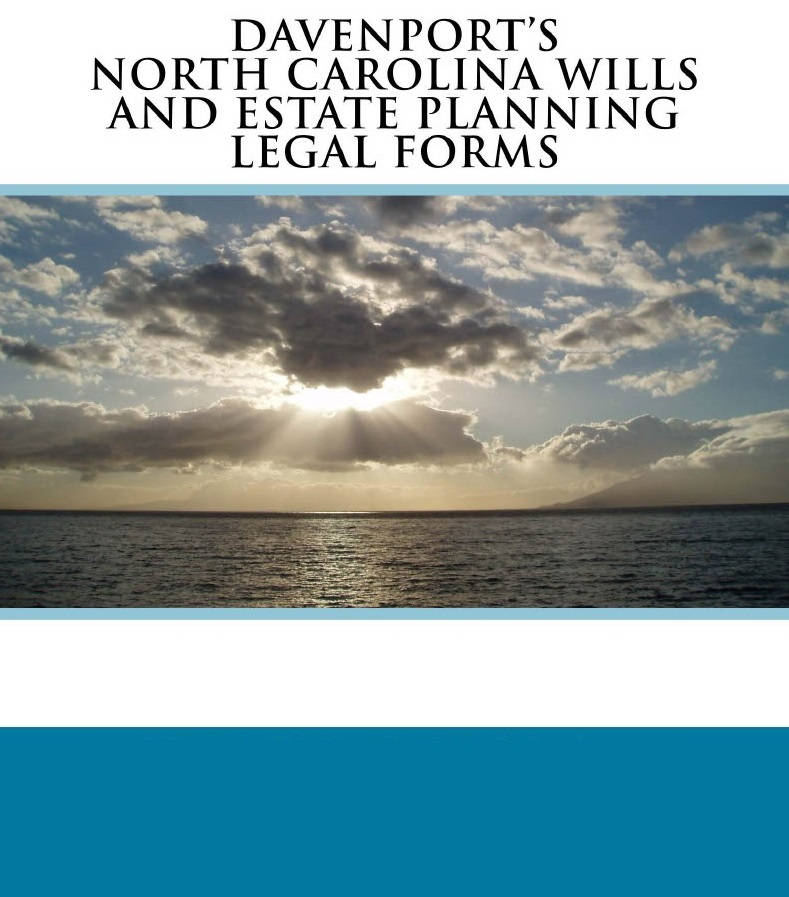 DAVENPORT’S
NORTH CAROLINA WILLS
AND ESTATE PLANNING
LEGAL FORMS